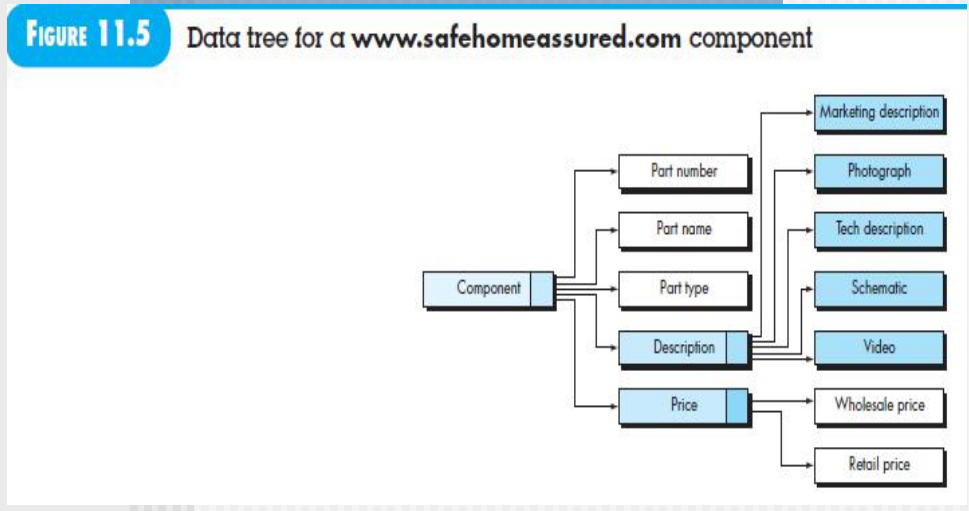 FIGURE 11.5 Data tree for a www.safehomeassured.com component
Marketing description
Part number
Photograph
Part name
Tech description
Component
Part type
Schematic
Description
Video
Price
Wholesale price
Retail price